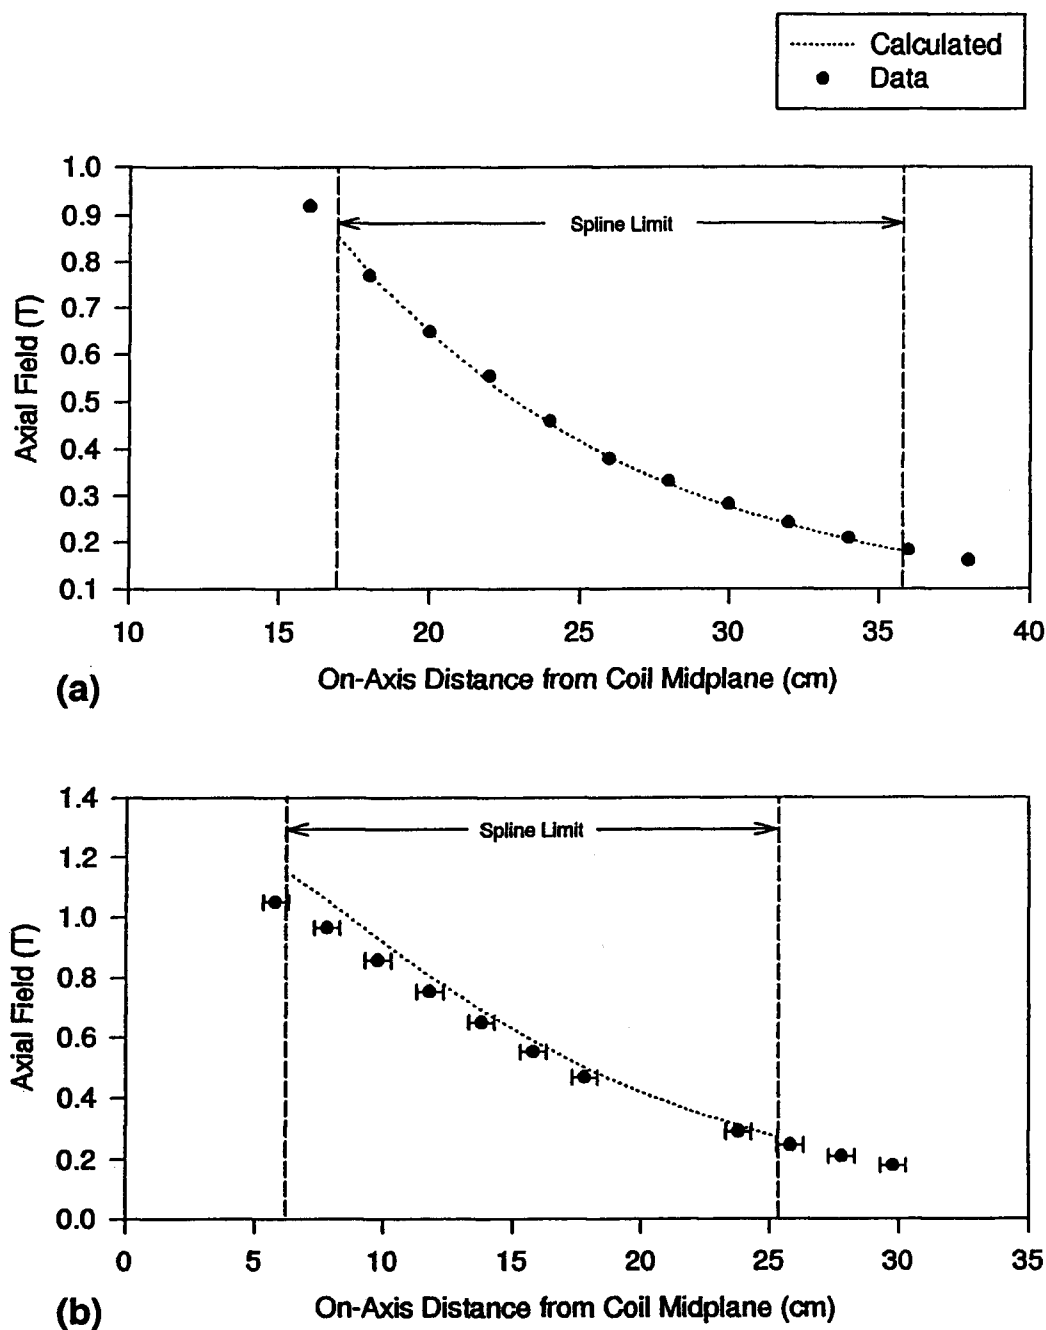 Calculated
Data
1.0
0.9
0.8
0.7
0.6
0.5
0.4
0.3
0.2
0.1
Axial Field (T)
Spline Limit
10 15 20 25 30 35 40
On-Axis Distance from Coil Midplane (cm)
(a)
1.4
1.2
1.0
0.8
0.6
0.4
0.2
0.0
Axial Field (T)
Spline Limit
0 5 10 15 20 25 30 35
On-Axis Distance from Coil Midplane (cm)
(b)